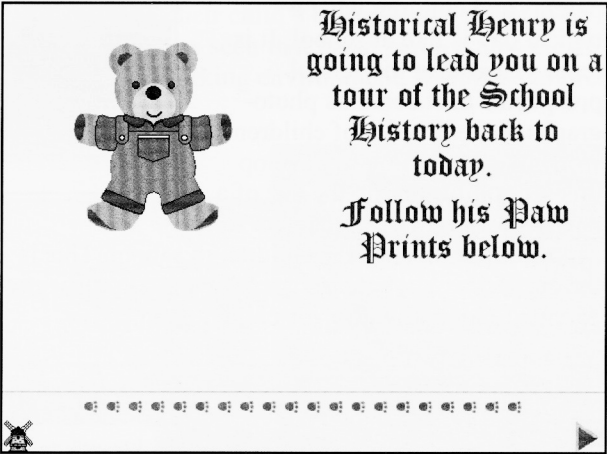 Historical Henry is
going to lead you on a
tour of the School
History back to
today.
Follow his Paw
Prints below.